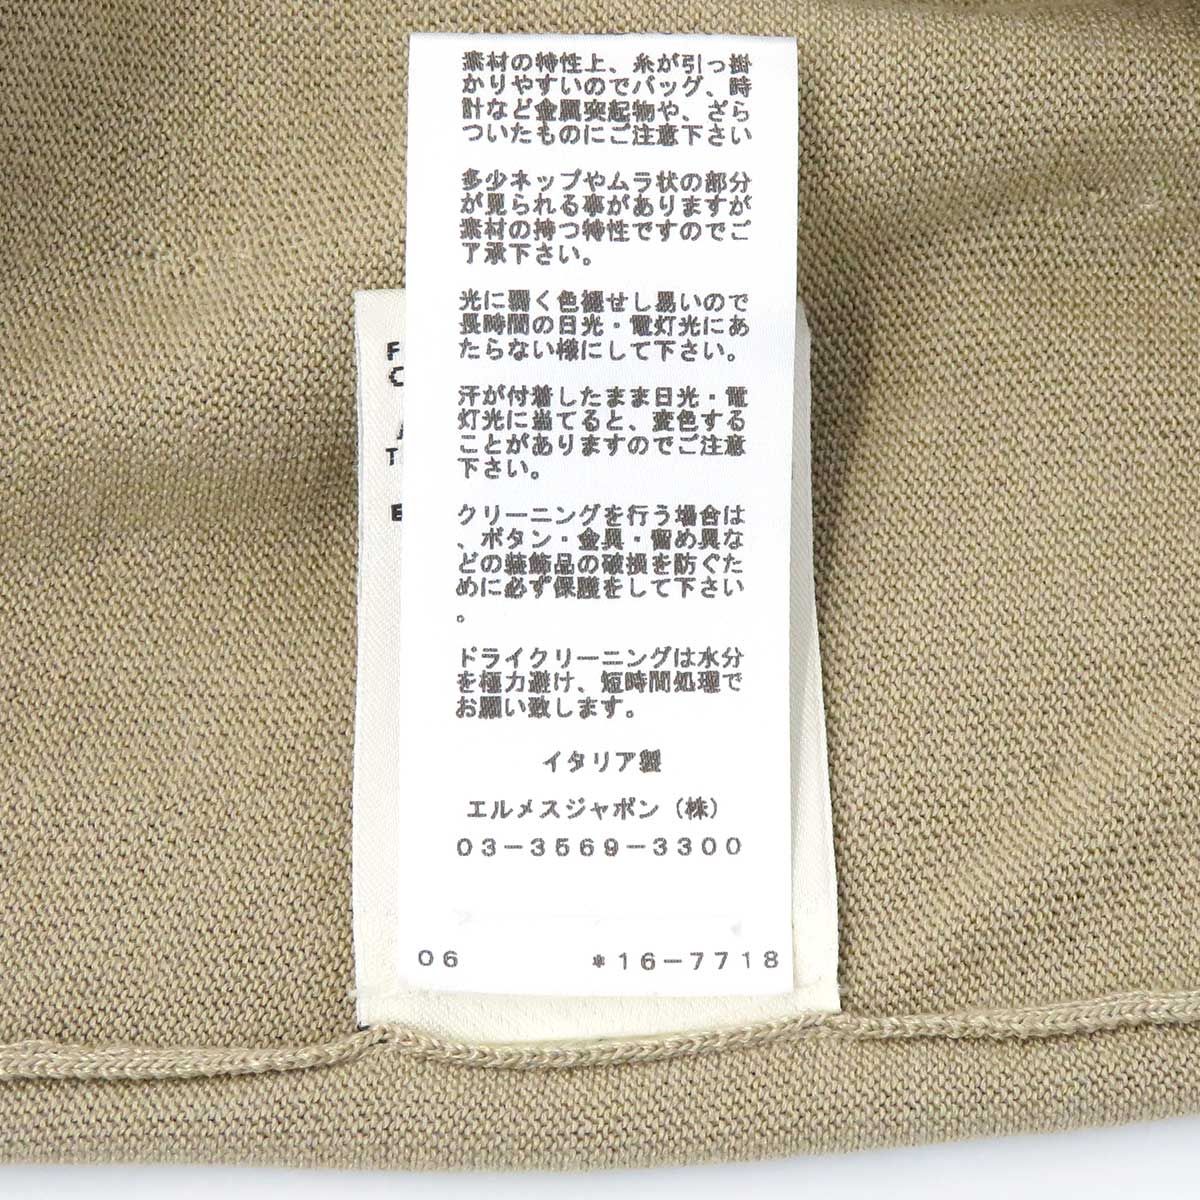 素材の特性上、糸が引っ掛
かりやすいのでバッグ、時
計など金属突起物や、ざら
ついたものにご注意下さい
多少ネップやムラ状の部分
が見られる事がありますが
素材の持つ特性ですのでご
了承下さい。
光に弱く色褪せし易いので
長時間の日光・電灯光にあ
たらない様にして下さい。
汗が付着したまま日光・電
灯光に当てると、変色する
ことがありますのでご注意
下さい。
クリーニングを行う場合は
、ボタン・金具・留め具な
どの装飾品の破損を防ぐた
めに必ず保護をして下さい
。
ドライクリーニングは水分
を極力避け、短時間処理で
お願い致します。
イタリア製
エルメスジャポン(株)
03-3569-3300
06 *16-7718